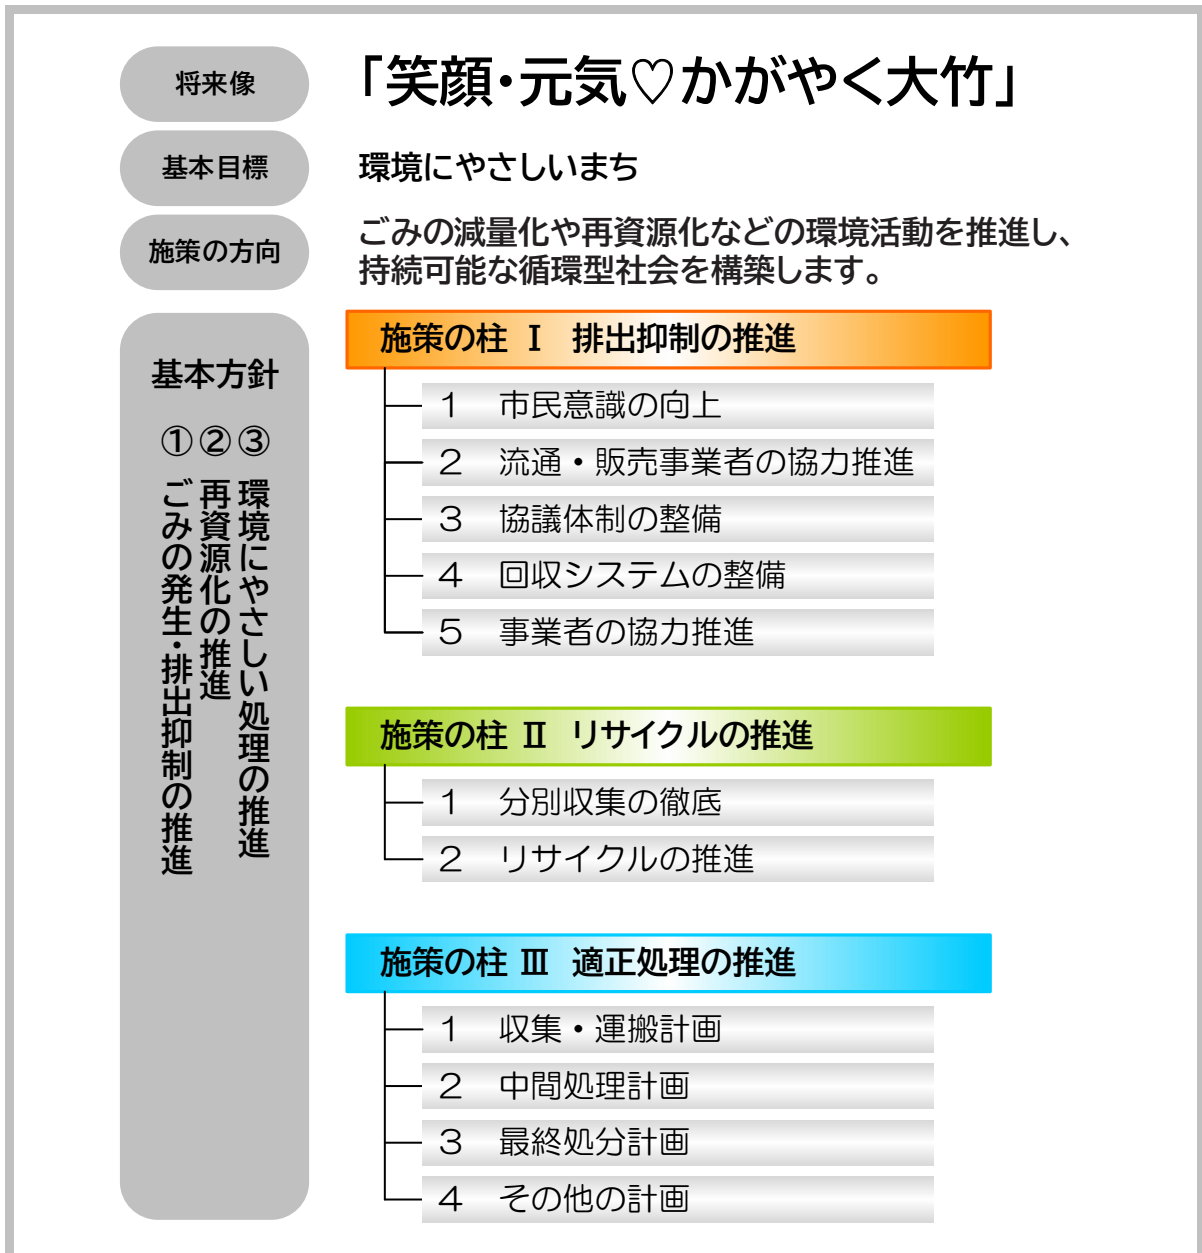 将来像
「笑顔・元気♡かがやく大竹」
基本目標
環境にやさしいまち
施策の方向
ごみの減量化や再資源化などの環境活動を推進し、
持続可能な循環型社会を構築します。
基本方針
① ごみの発生・排出抑制の推進
② 再資源化の推進
③ 環境にやさしい処理の推進
施策の柱 Ⅰ 排出抑制の推進
1 市民意識の向上
2 流通・販売事業者の協力推進
3 協議体制の整備
4 回収システムの整備
5 事業者の協力推進
施策の柱 Ⅱ リサイクルの推進
1 分別収集の徹底
2 リサイクルの推進
施策の柱 Ⅲ 適正処理の推進
1 収集・運搬計画
2 中間処理計画
3 最終処分計画
4 その他の計画